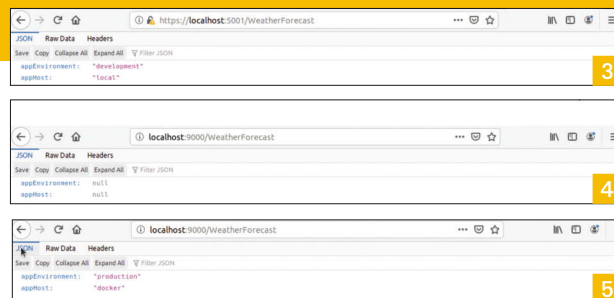 https://localhost:5001/WeatherForecast
JSON Raw Data Headers
Save Copy Collapse All Expand All Filter JSON
appEnvironment: "development"
appHost: "local"
3
localhost:9000/WeatherForecast
JSON Raw Data Headers
Save Copy Collapse All Expand All Filter JSON
appEnvironment: null
appHost: null
4
localhost:9000/WeatherForecast
JSON Raw Data Headers
Save Copy Collapse All Expand All Filter JSON
appEnvironment: "production"
appHost: "docker"
5